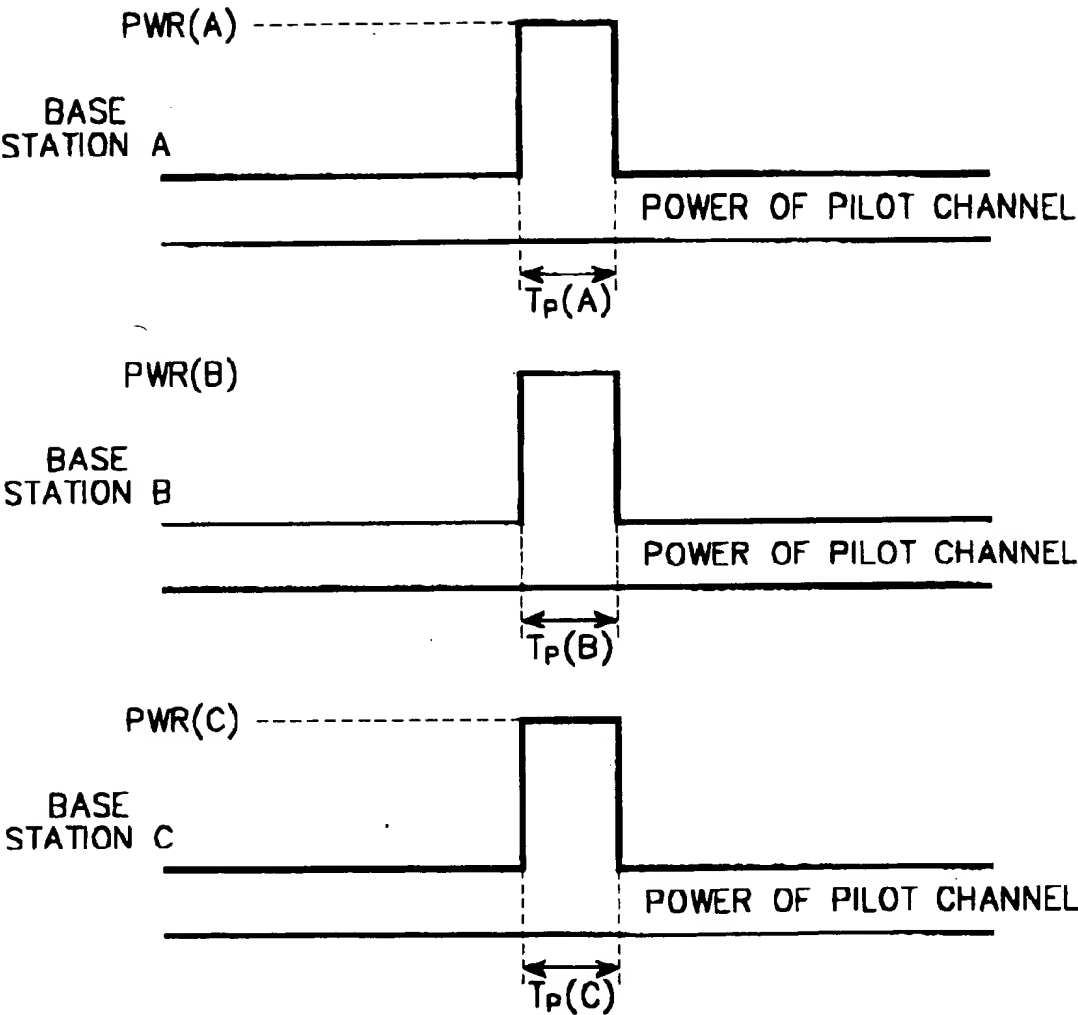 PWR(A)
BASE
STATION A
POWER OF PILOT CHANNEL
TP(A)
PWR(B)
BASE
STATION B
POWER OF PILOT CHANNEL
TP(B)
PWR(C)
BASE
STATION C
POWER OF PILOT CHANNEL
TP(C)